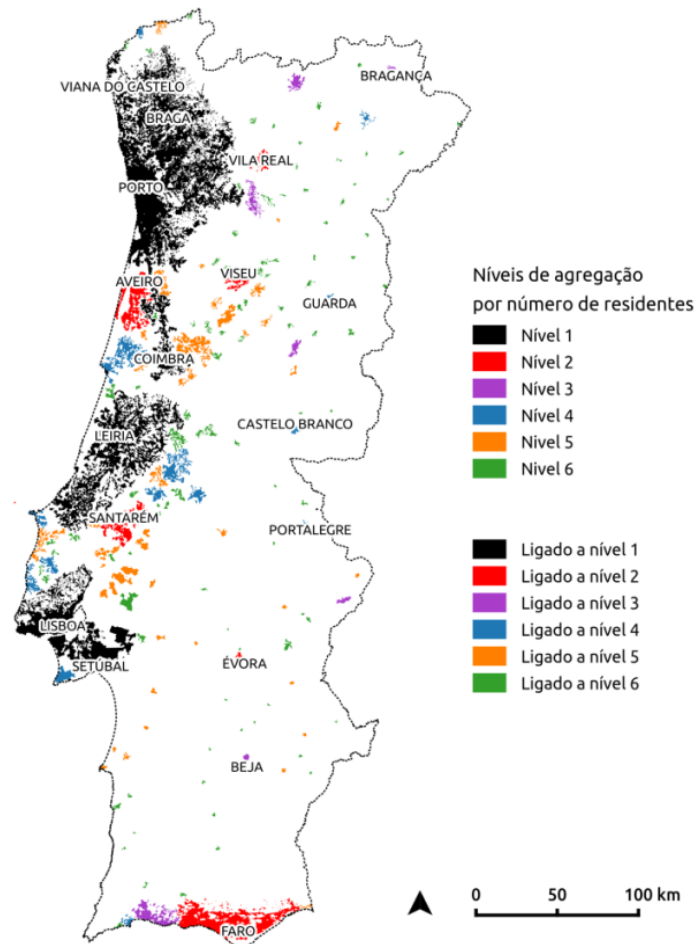 VIANA DO CASTELO
BRAGANÇA
BRAGA
VILA REAL
PORTO
AVEIRO
VISEU
GUARDA
COIMBRA
LEIRIA
CASTELO BRANCO
SANTARÉM
PORTALEGRE
LISBOA
SETÚBAL
ÉVORA
BEJA
FARO
Níveis de agregação
por número de residentes
Nível 1
Nível 2
Nível 3
Nível 4
Nivel 5
Nível 6
Ligado a nível 1
Ligado a nível 2
Ligado a nível 3
Ligado a nível 4
Ligado a nível 5
Ligado a nível 6
0 50 100 km